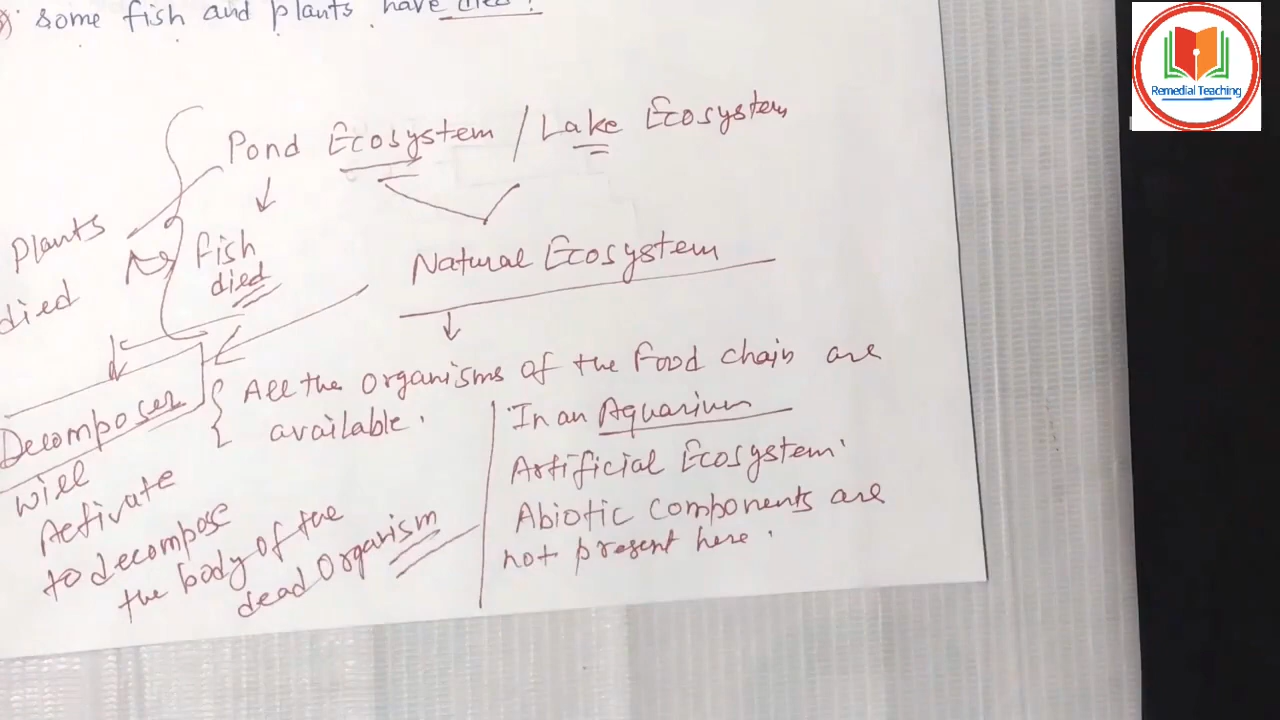 some fish and plants have died.
Pond Ecosystem / Lake Ecosystem
Plants
died
fish
died
Natural Ecosystem
All the organisms of the Food chain are
available.
Decomposer
will
Activate
to decompose
the body of the
dead organism
In an Aquarium
Artificial Ecosystem.
Abiotic components are
not present here.
Remedial Teaching